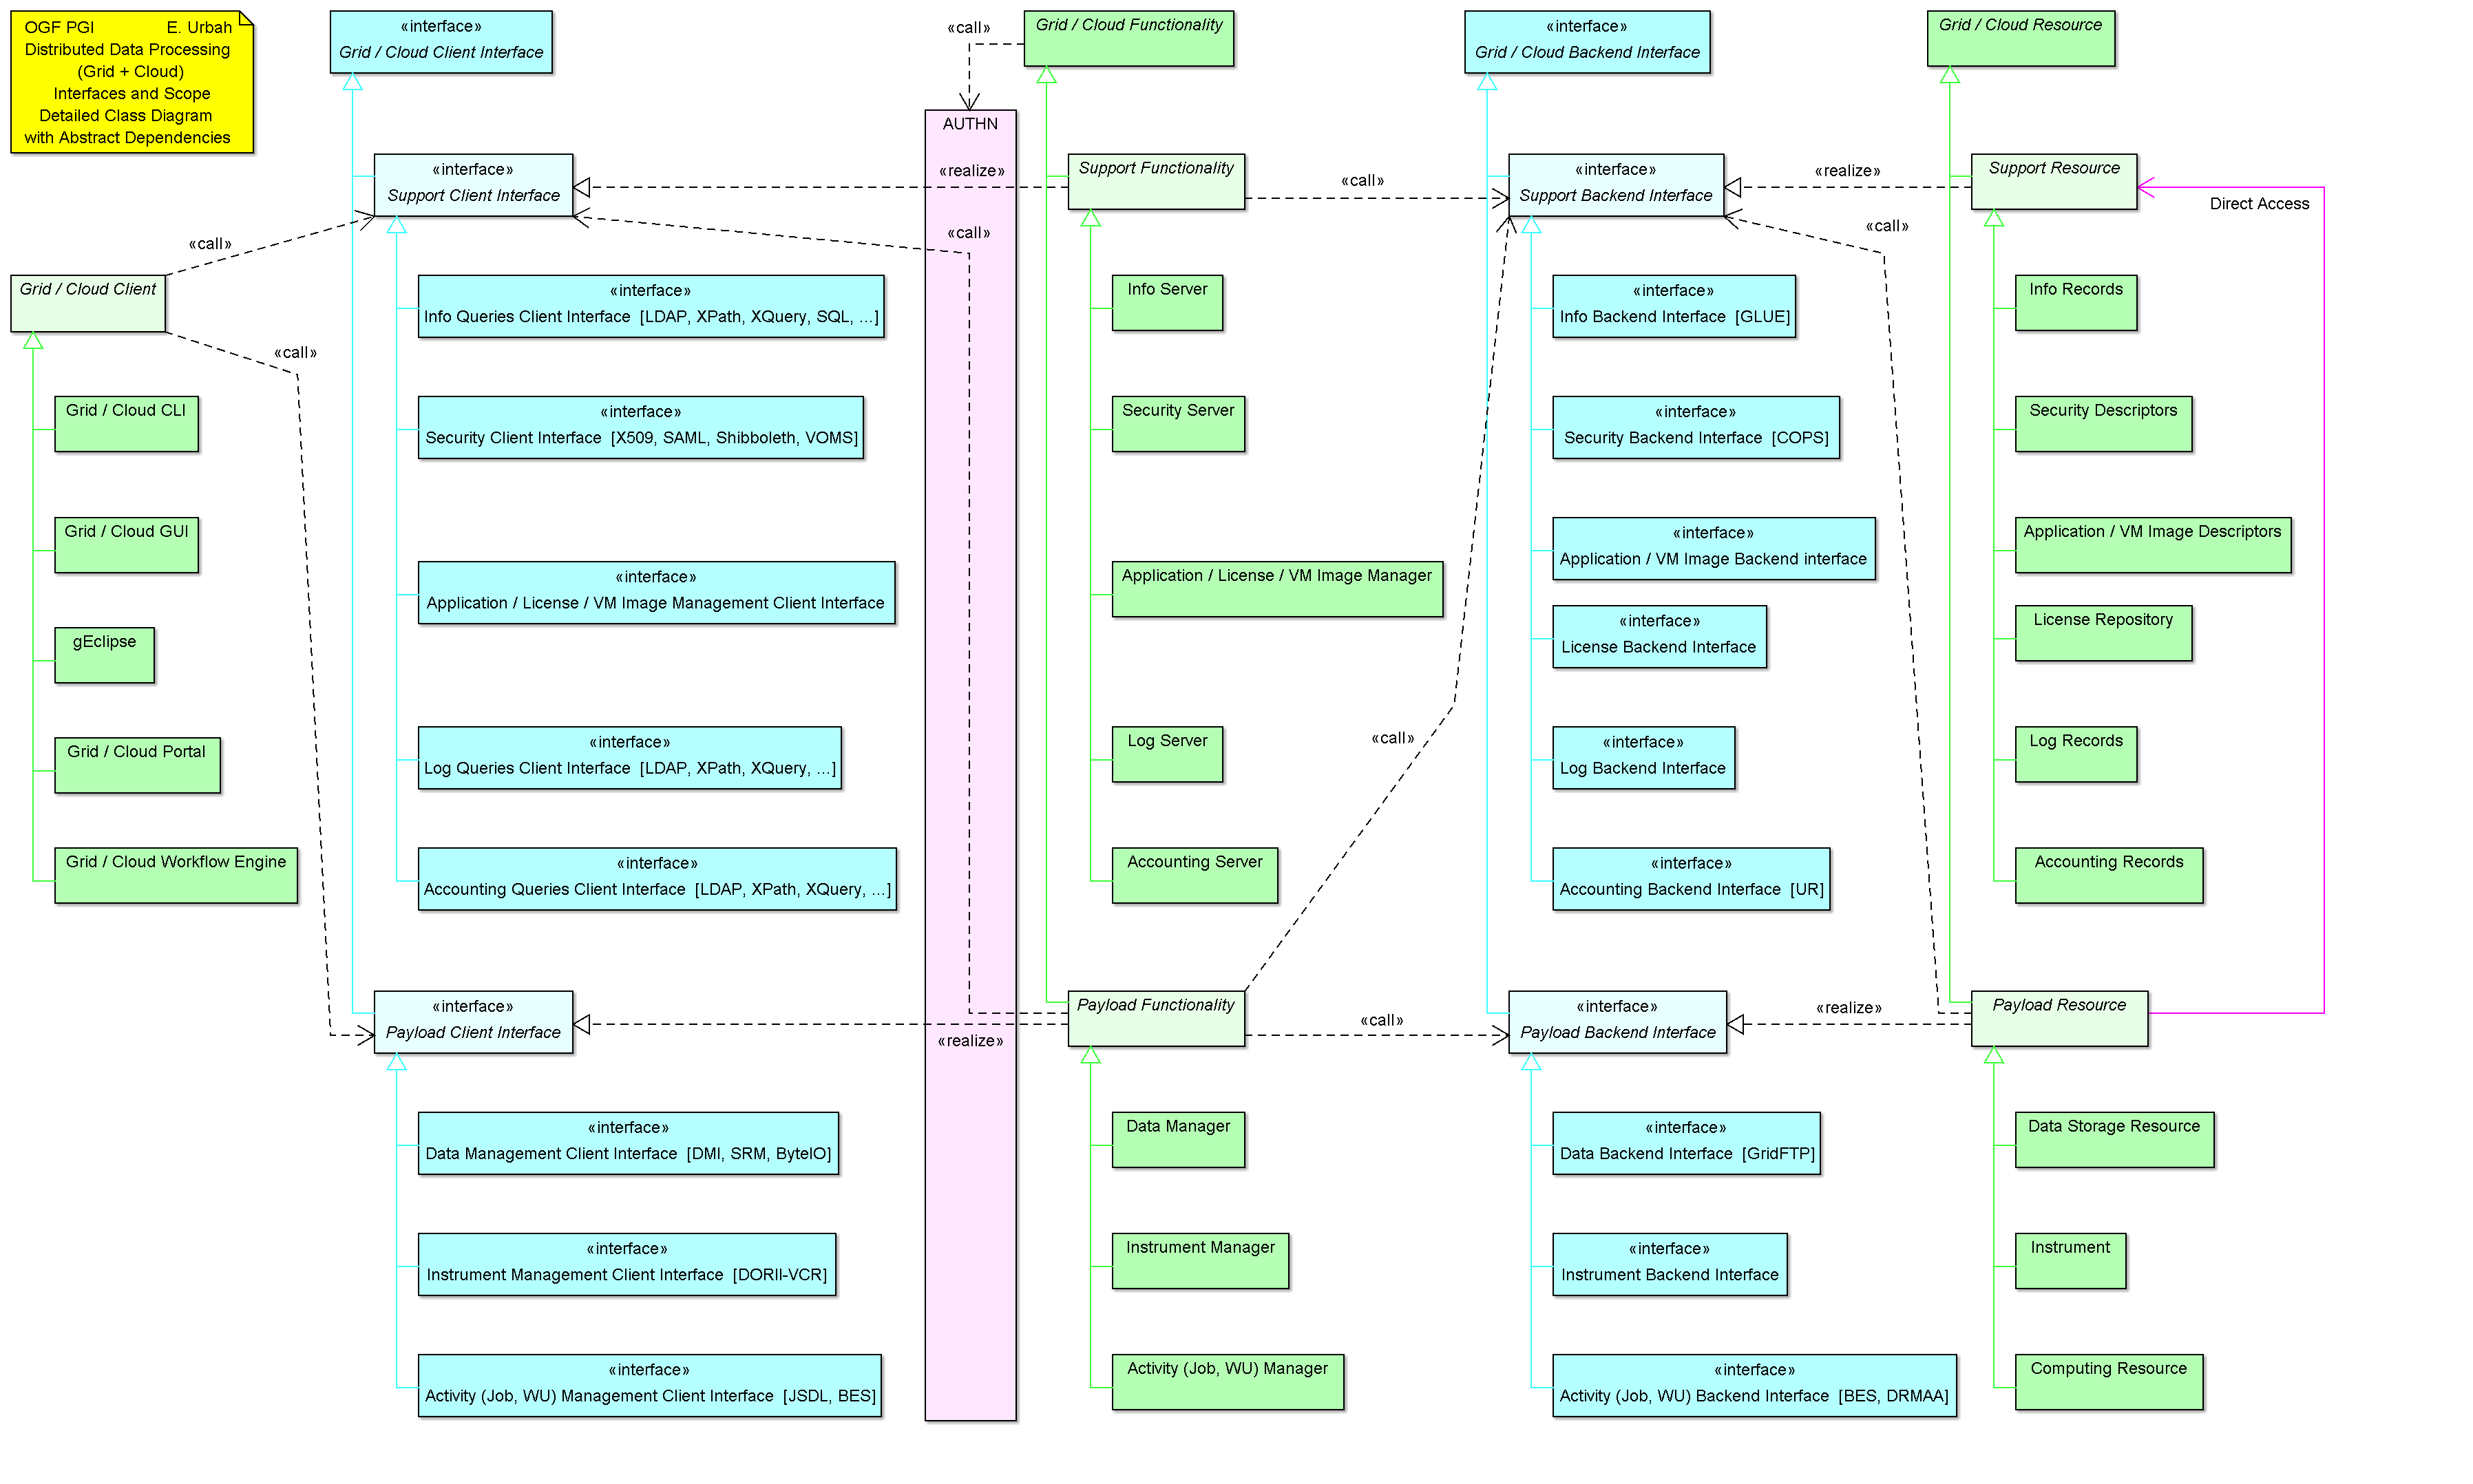 OGF PGI E. Urbah
Distributed Data Processing
(Grid + Cloud)
Interfaces and Scope
Detailed Class Diagram
with Abstract Dependencies
«interface»
Grid / Cloud Client Interface
«call»
Grid / Cloud Functionality
«interface»
Grid / Cloud Backend Interface
Grid / Cloud Resource
AUTHN
«interface»
Support Client Interface
«realize»
Support Functionality
«call»
«interface»
Support Backend Interface
«realize»
Support Resource
Direct Access
«call»
«call»
«call»
Grid / Cloud Client
«interface»
Info Queries Client Interface [LDAP, XPath, XQuery, SQL, ...]
Info Server
«interface»
Info Backend Interface [GLUE]
Info Records
«call»
Grid / Cloud CLI
«interface»
Security Client Interface [X509, SAML, Shibboleth, VOMS]
Security Server
«interface»
Security Backend Interface [COPS]
Security Descriptors
Grid / Cloud GUI
«interface»
Application / License / VM Image Management Client Interface
Application / License / VM Image Manager
«interface»
Application / VM Image Backend interface
Application / VM Image Descriptors
gEclipse
«interface»
License Backend Interface
License Repository
Grid / Cloud Portal
«interface»
Log Queries Client Interface [LDAP, XPath, XQuery, ...]
Log Server
«call»
«interface»
Log Backend Interface
Log Records
Grid / Cloud Workflow Engine
«interface»
Accounting Queries Client Interface [LDAP, XPath, XQuery, ...]
Accounting Server
«interface»
Accounting Backend Interface [UR]
Accounting Records
«interface»
Payload Client Interface
«realize»
Payload Functionality
«call»
«interface»
Payload Backend Interface
«realize»
Payload Resource
«interface»
Data Management Client Interface [DMI, SRM, ByteIO]
Data Manager
«interface»
Data Backend Interface [GridFTP]
Data Storage Resource
«interface»
Instrument Management Client Interface [DORII-VCR]
Instrument Manager
«interface»
Instrument Backend Interface
Instrument
«interface»
Activity (Job, WU) Management Client Interface [JSDL, BES]
Activity (Job, WU) Manager
«interface»
Activity (Job, WU) Backend Interface [BES, DRMAA]
Computing Resource